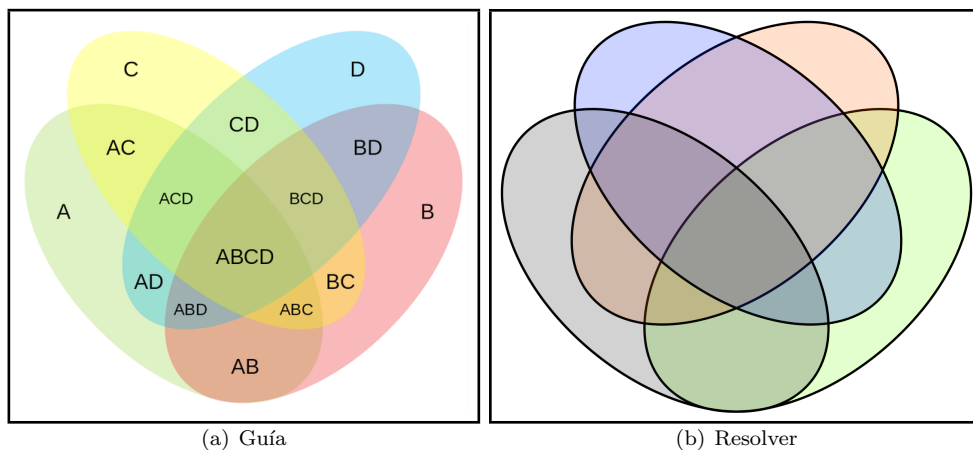 C
D
CD
AC
BD
ACD
BCD
A
B
ABCD
AD
BC
ABD
ABC
AB
(a) Guía
(b) Resolver